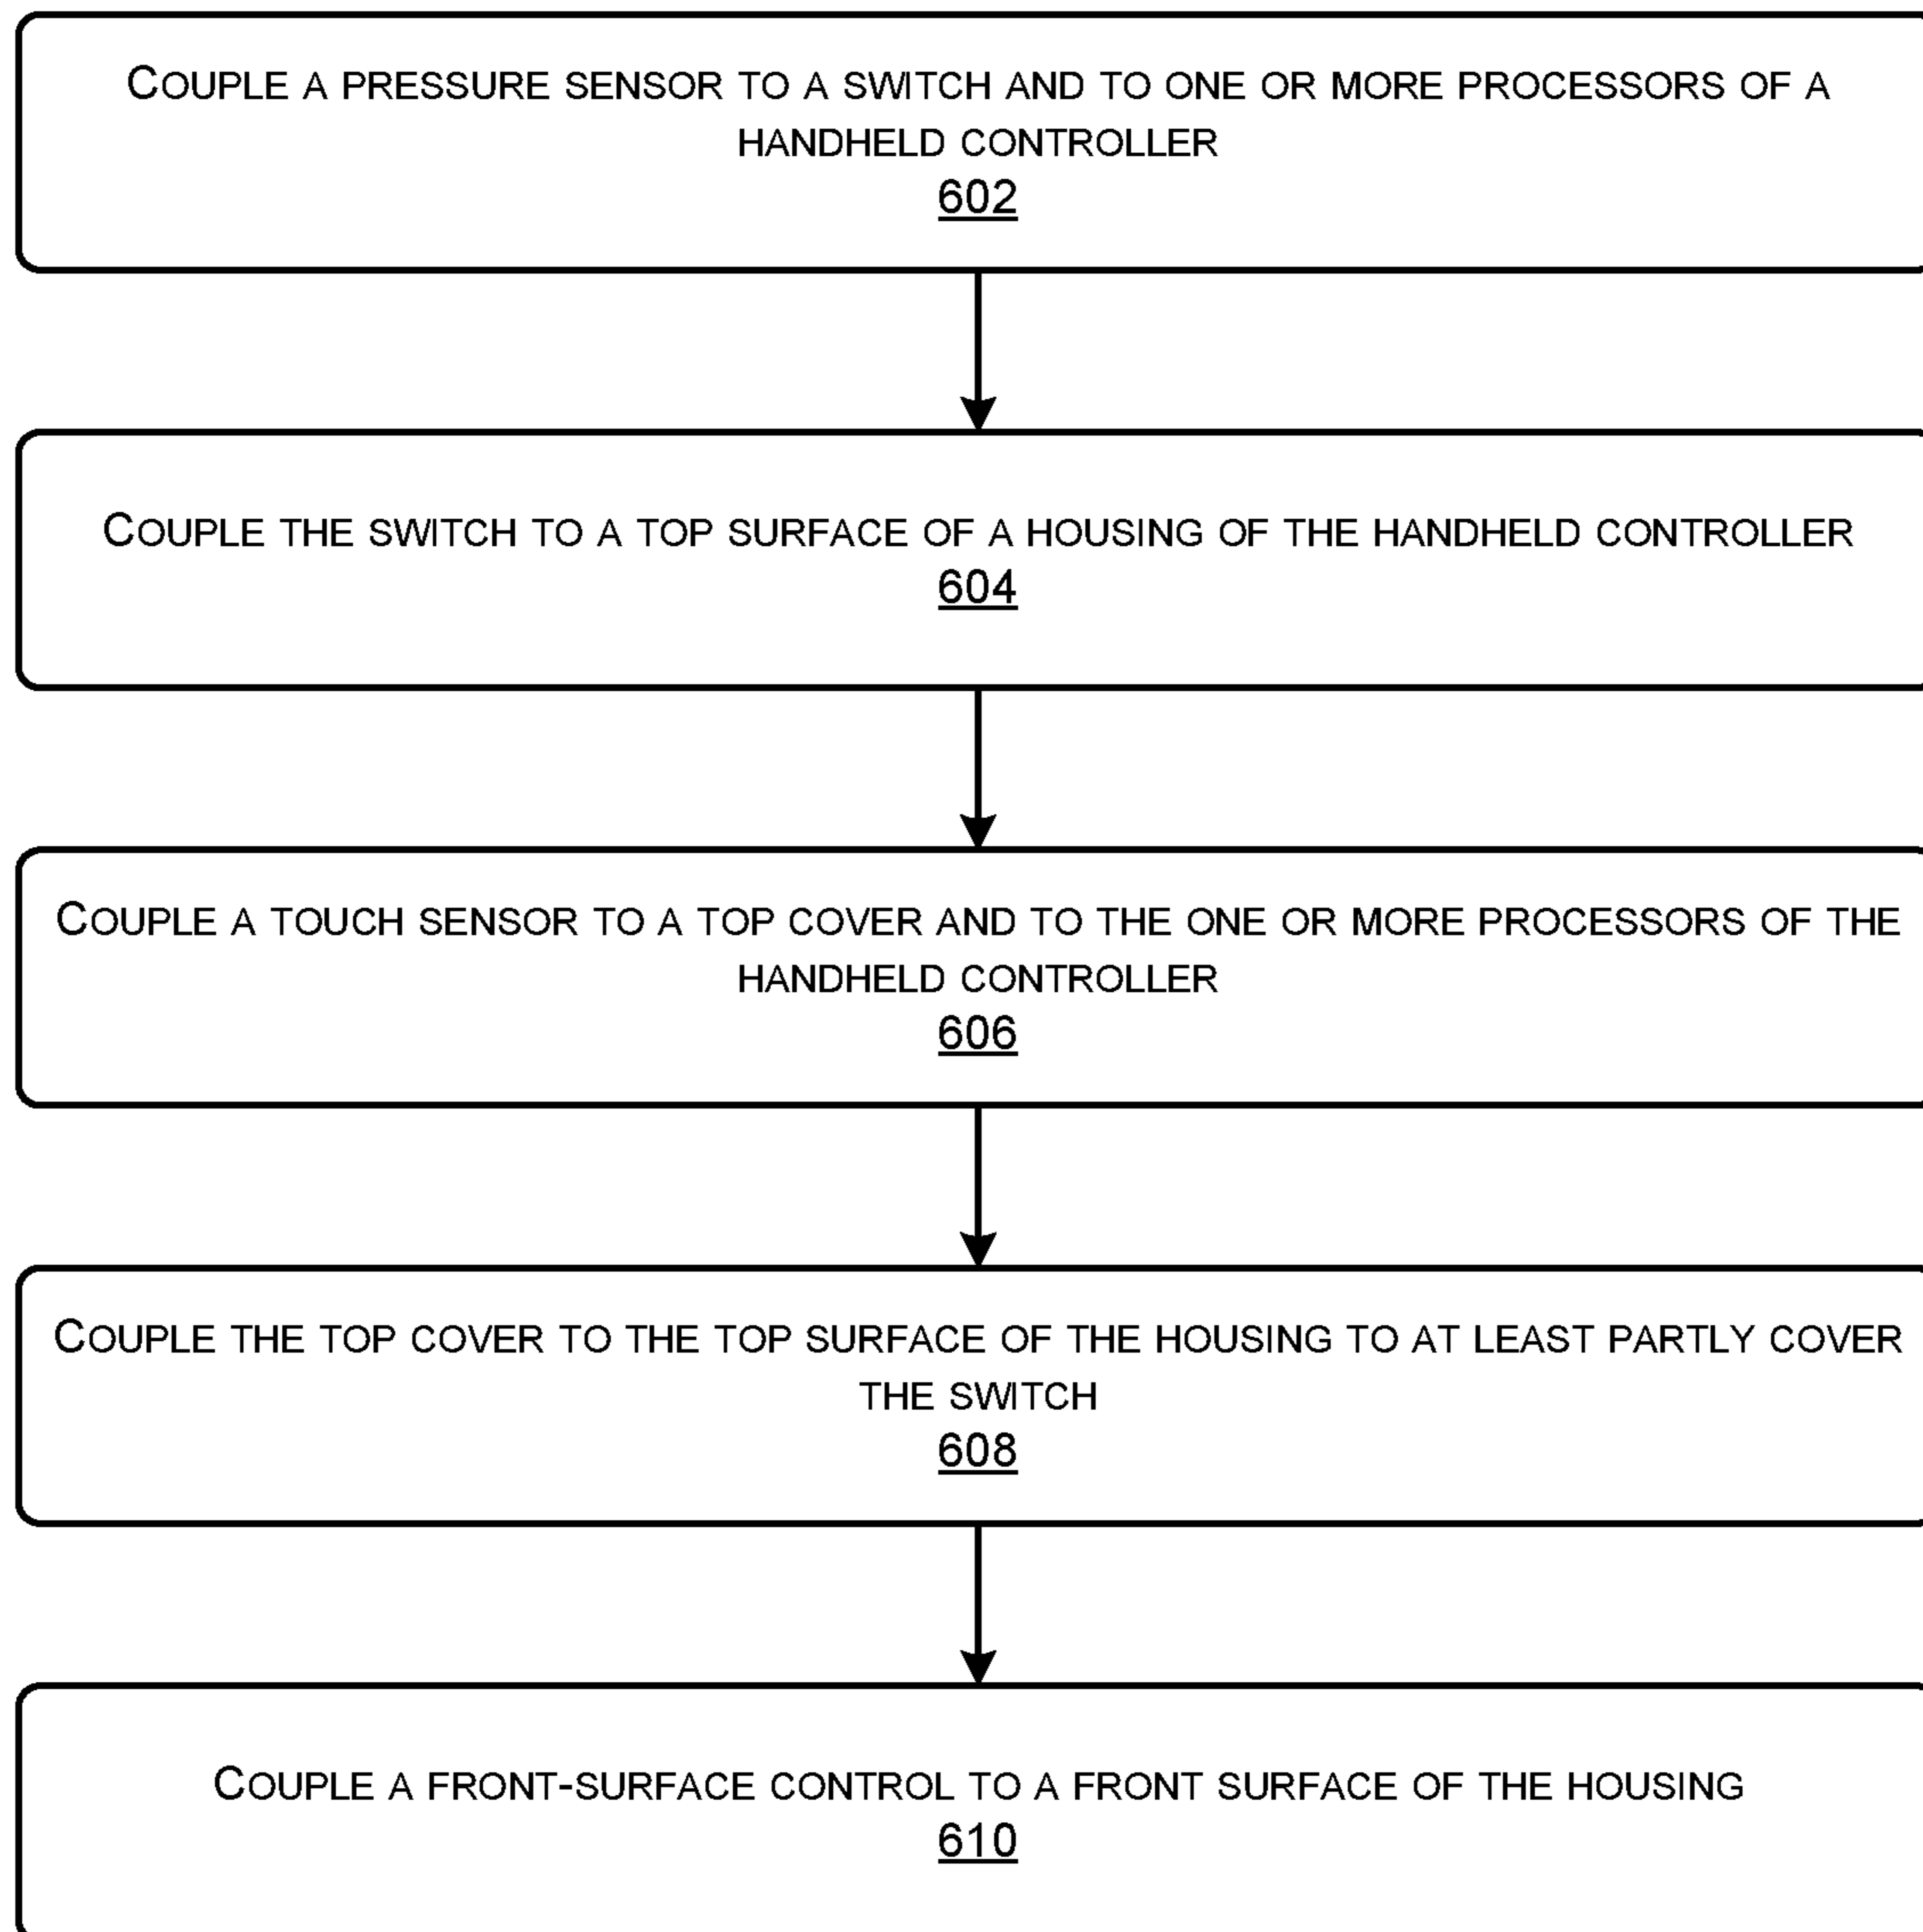 COUPLE A PRESSURE SENSOR TO A SWITCH AND TO ONE OR MORE PROCESSORS OF A
HANDHELD CONTROLLER
602
COUPLE THE SWITCH TO A TOP SURFACE OF A HOUSING OF THE HANDHELD CONTROLLER
604
COUPLE A TOUCH SENSOR TO A TOP COVER AND TO THE ONE OR MORE PROCESSORS OF THE
HANDHELD CONTROLLER
606
COUPLE THE TOP COVER TO THE TOP SURFACE OF THE HOUSING TO AT LEAST PARTLY COVER
THE SWITCH
608
COUPLE A FRONT-SURFACE CONTROL TO A FRONT SURFACE OF THE HOUSING
610